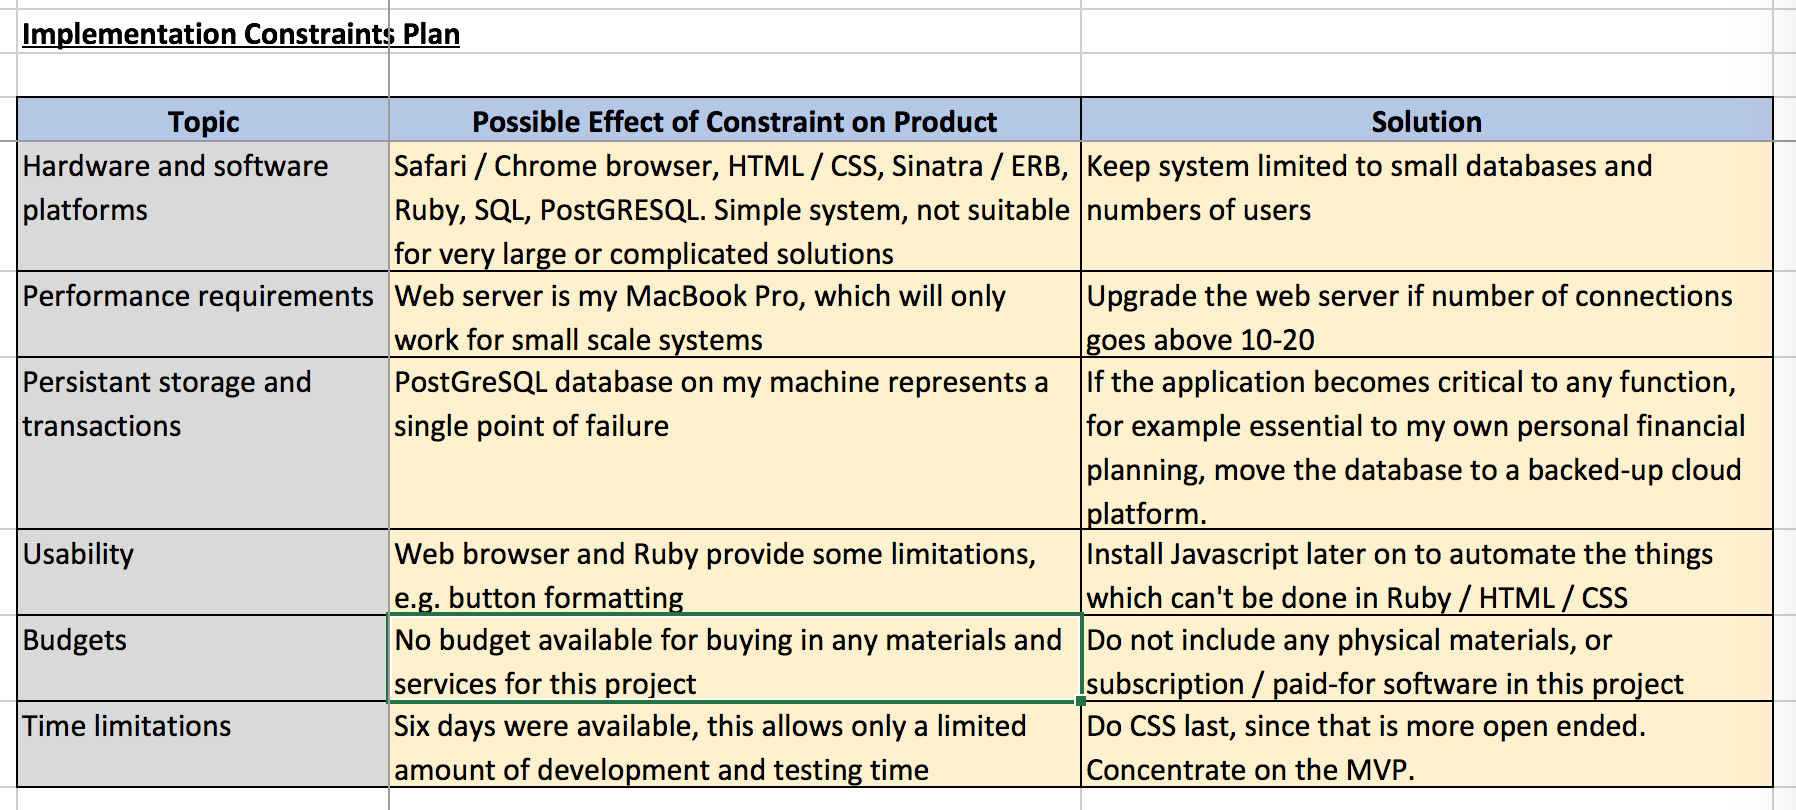 Implementation Constraints Plan
Topic
Possible Effect of Constraint on Product
Solution
Hardware and software
platforms
Safari / Chrome browser, HTML / CSS, Sinatra / ERB,
Ruby, SQL, PostGRESQL. Simple system, not suitable
for very large or complicated solutions
Keep system limited to small databases and
numbers of users
Performance requirements
Web server is my MacBook Pro, which will only
work for small scale systems
Upgrade the web server if number of connections
goes above 10-20
Persistant storage and
transactions
PostGreSQL database on my machine represents a
single point of failure
If the application becomes critical to any function,
for example essential to my own personal financial
planning, move the database to a backed-up cloud
platform.
Usability
Web browser and Ruby provide some limitations,
e.g. button formatting
Install Javascript later on to automate the things
which can't be done in Ruby / HTML / CSS
Budgets
No budget available for buying in any materials and
services for this project
Do not include any physical materials, or
subscription / paid-for software in this project
Time limitations
Six days were available, this allows only a limited
amount of development and testing time
Do CSS last, since that is more open ended.
Concentrate on the MVP.